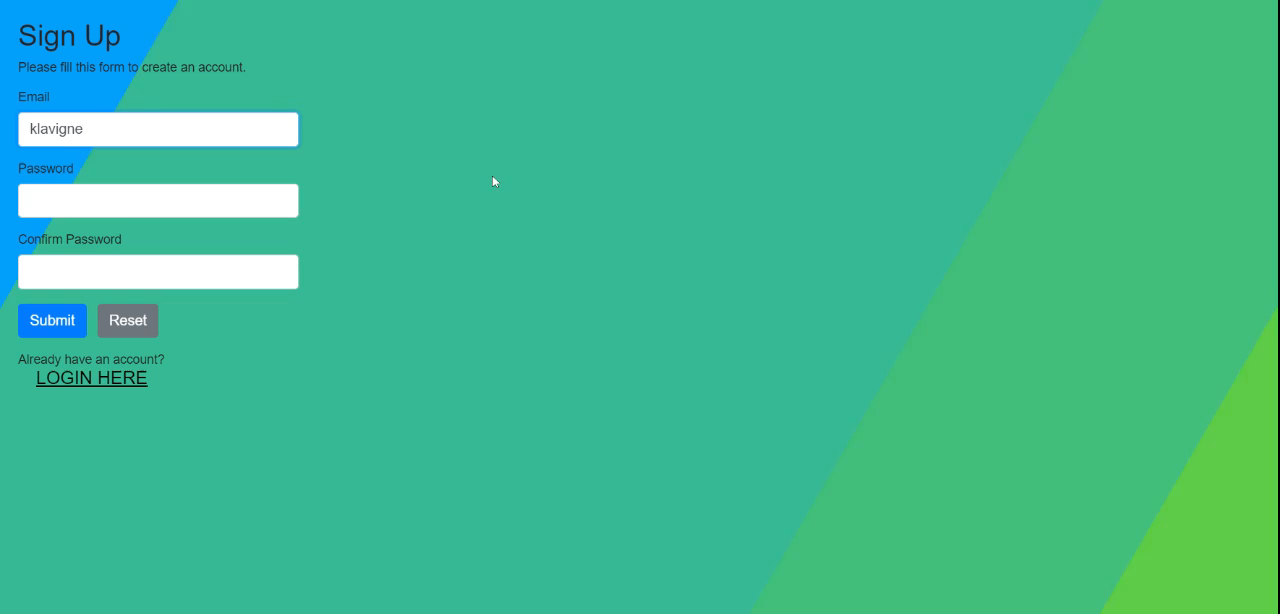 Sign Up
Please fill this form to create an account.
Email
klavigne
Password
Confirm Password
Submit Reset
Already have an account?
LOGIN HERE